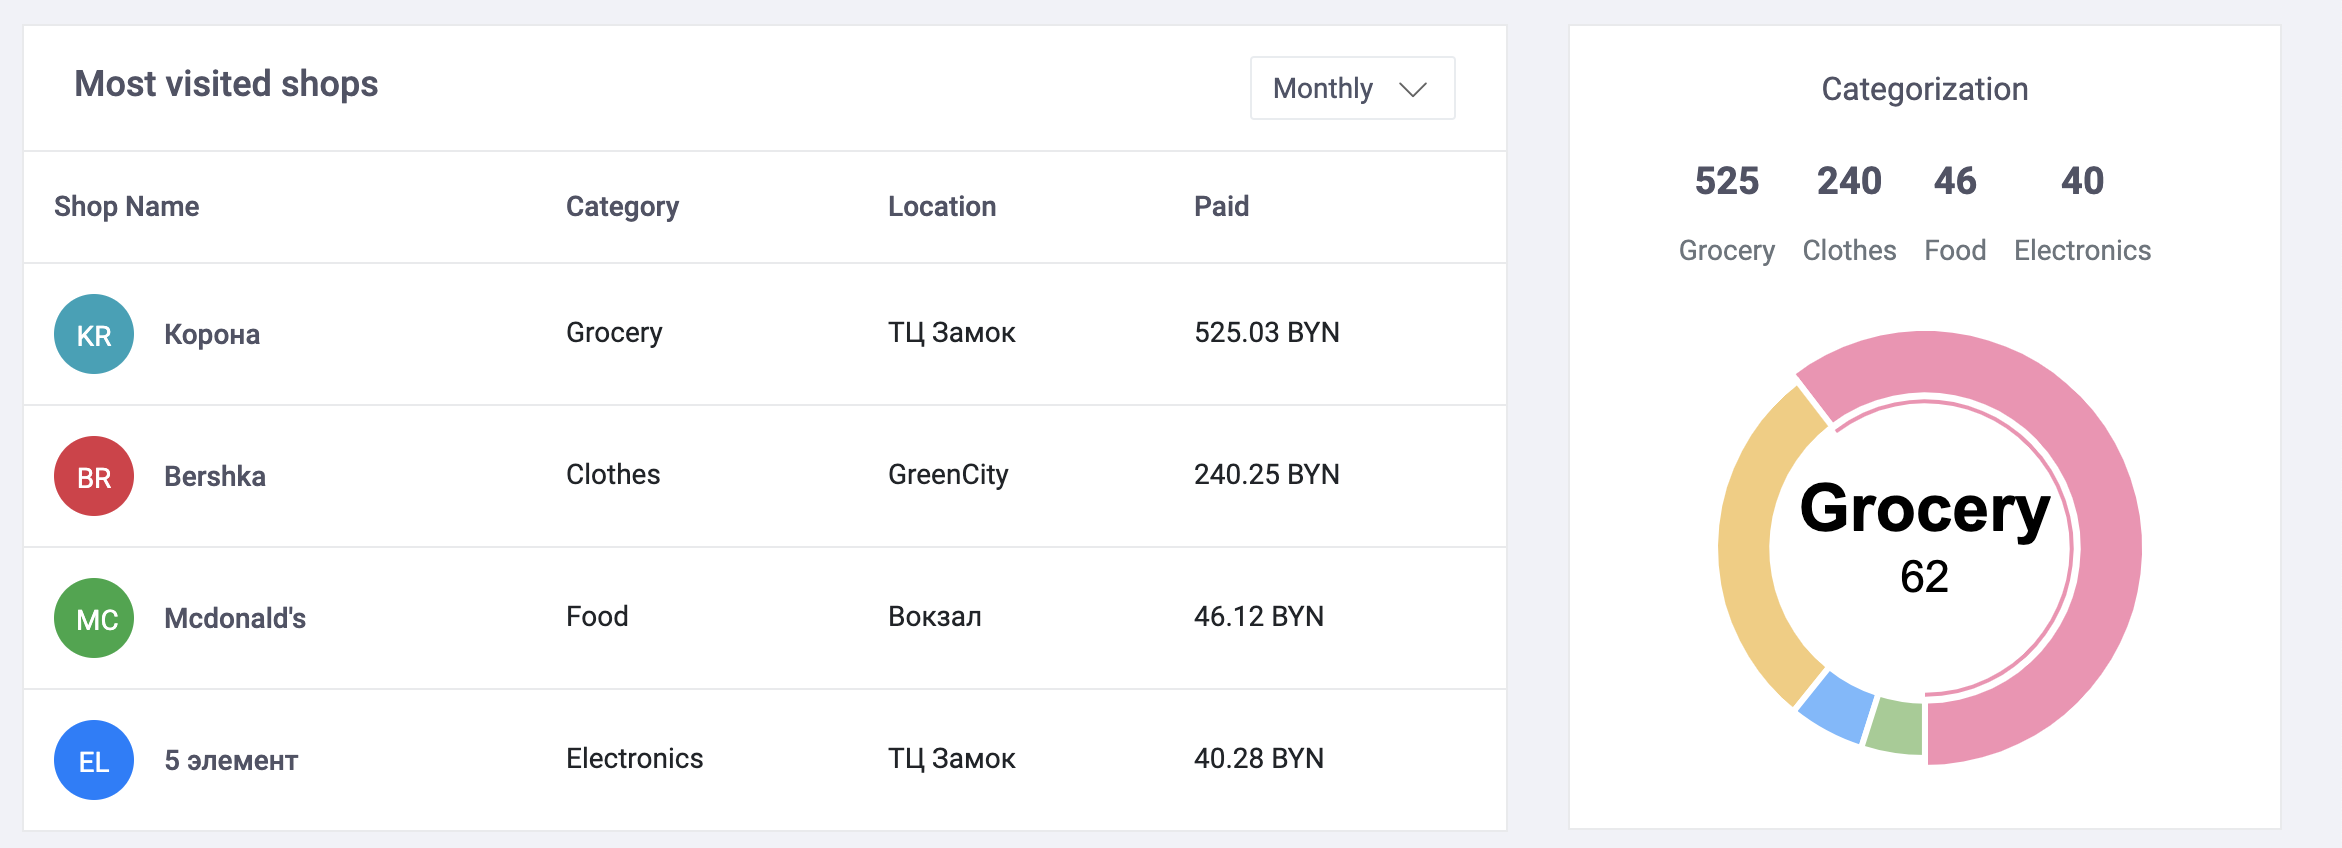 Most visited shops
Monthly
Shop Name Category Location Paid
KR Корона Grocery ТЦ Замок 525.03 BYN
BR Bershka Clothes GreenCity 240.25 BYN
MC Mcdonald's Food Вокзал 46.12 BYN
EL 5 элемент Electronics ТЦ Замок 40.28 BYN
Categorization
525 240 46 40
Grocery Clothes Food Electronics
Grocery
62